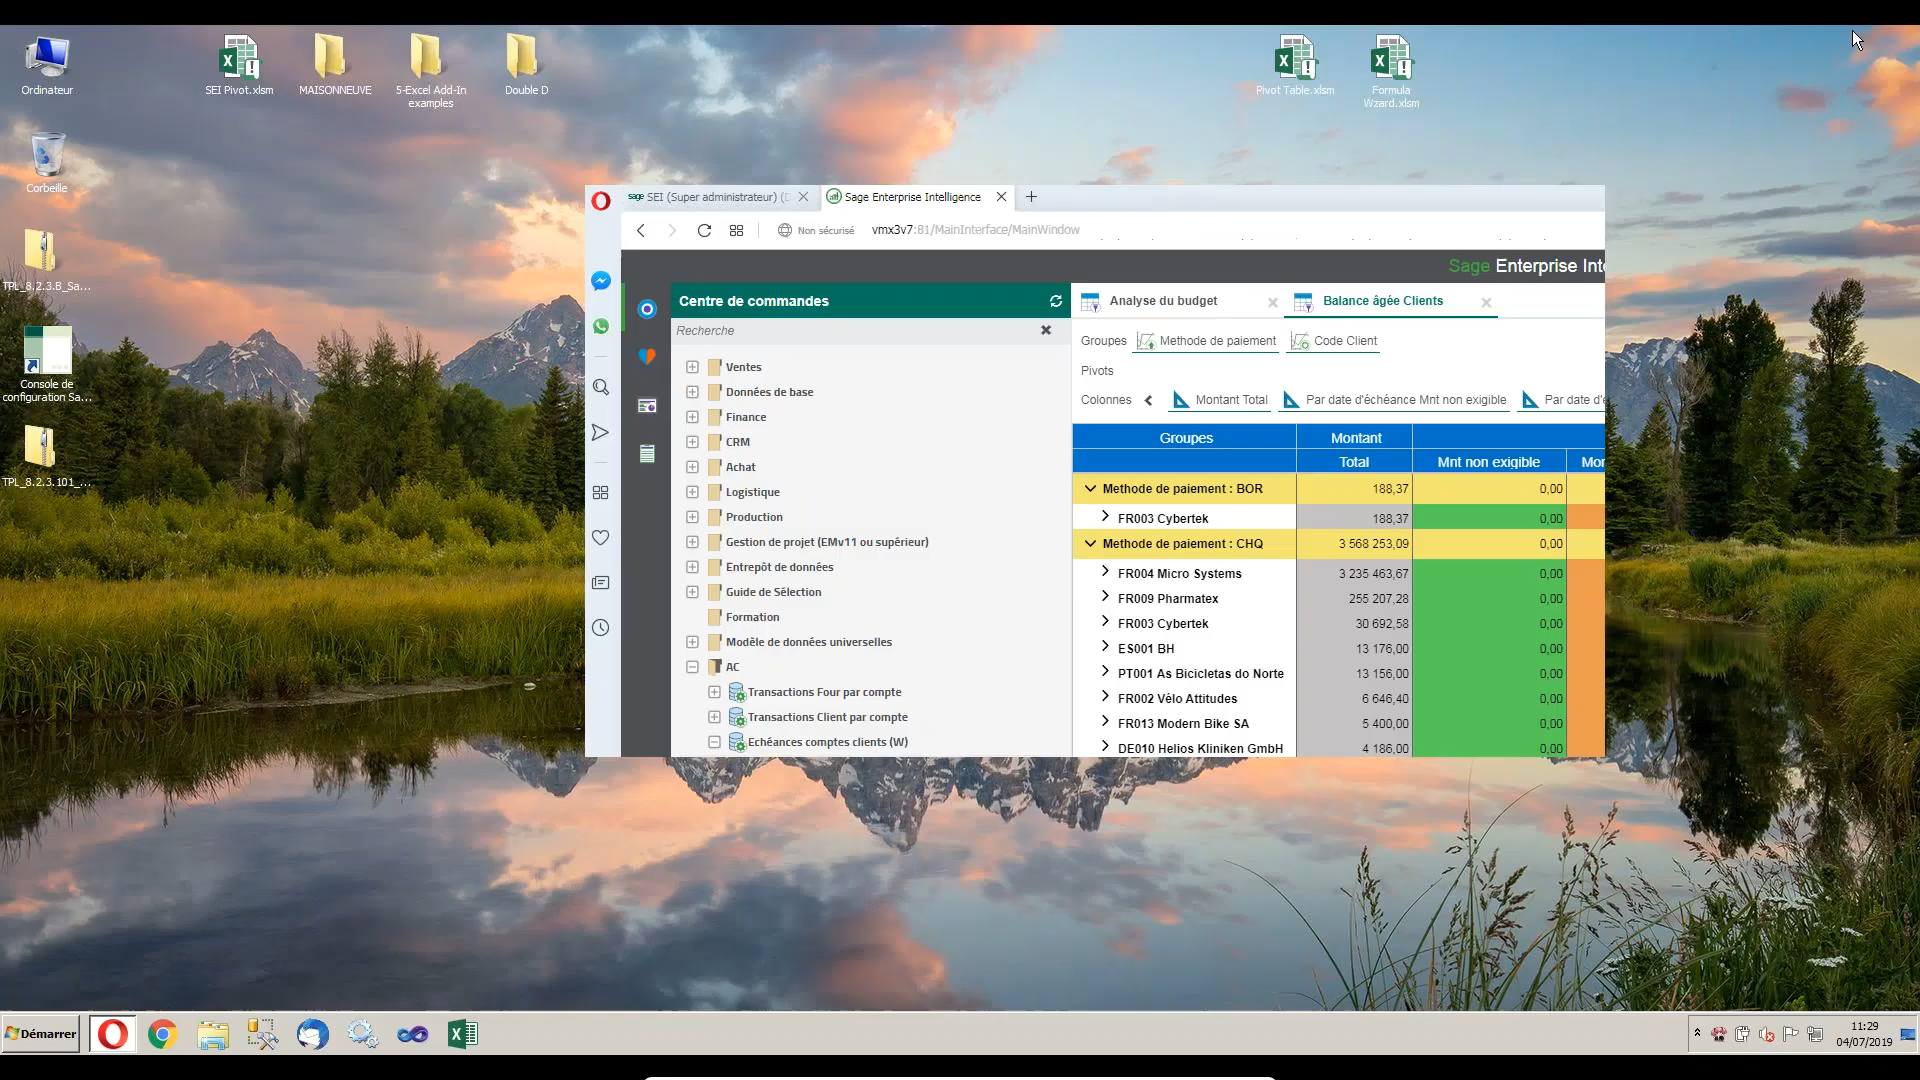 Ordinateur
SEI Pivot.xlsm
MAISONNEUVE
5-Excel Add-In
examples
Double D
Pivot Table.xlsm
Formula
Wzard.xlsm
Corbeille
TPL_8.2.3.B_Sa...
Console de
configuration Sa...
TPL_8.2.3.101_...
sage SEI (Super administrateur) (
Sage Enterprise Intelligence
Non sécurisé vmx3v7:81/MainInterface/MainWindow
Sage Enterprise Inte
Centre de commandes
Recherche
Ventes
Données de base
Finance
CRM
Achat
Logistique
Production
Gestion de projet (EMv11 ou supérieur)
Entrepôt de données
Guide de Sélection
Formation
Modèle de données universelles
AC
Transactions Four par compte
Transactions Client par compte
Echéances comptes clients (W)
Analyse du budget
Balance âgée Clients
Groupes Methode de paiement Code Client
Pivots
Colonnes Montant Total Par date d'échéance Mnt non exigible Par date d'é
Groupes Montant
Total Mnt non exigible Mor
Methode de paiement : BOR 188,37 0,00
FR003 Cybertek 188,37 0,00
Methode de paiement : CHQ 3 568 253,09 0,00
FR004 Micro Systems 3 235 463,67 0,00
FR009 Pharmatex 255 207,28 0,00
FR003 Cybertek 30 692,58 0,00
ES001 BH 13 176,00 0,00
PT001 As Bicicletas do Norte 13 156,00 0,00
FR002 Vélo Attitudes 6 646,40 0,00
FR013 Modern Bike SA 5 400,00 0,00
DE010 Helios Kliniken GmbH 4 186,00 0,00
Démarrer
11:29
04/07/2019